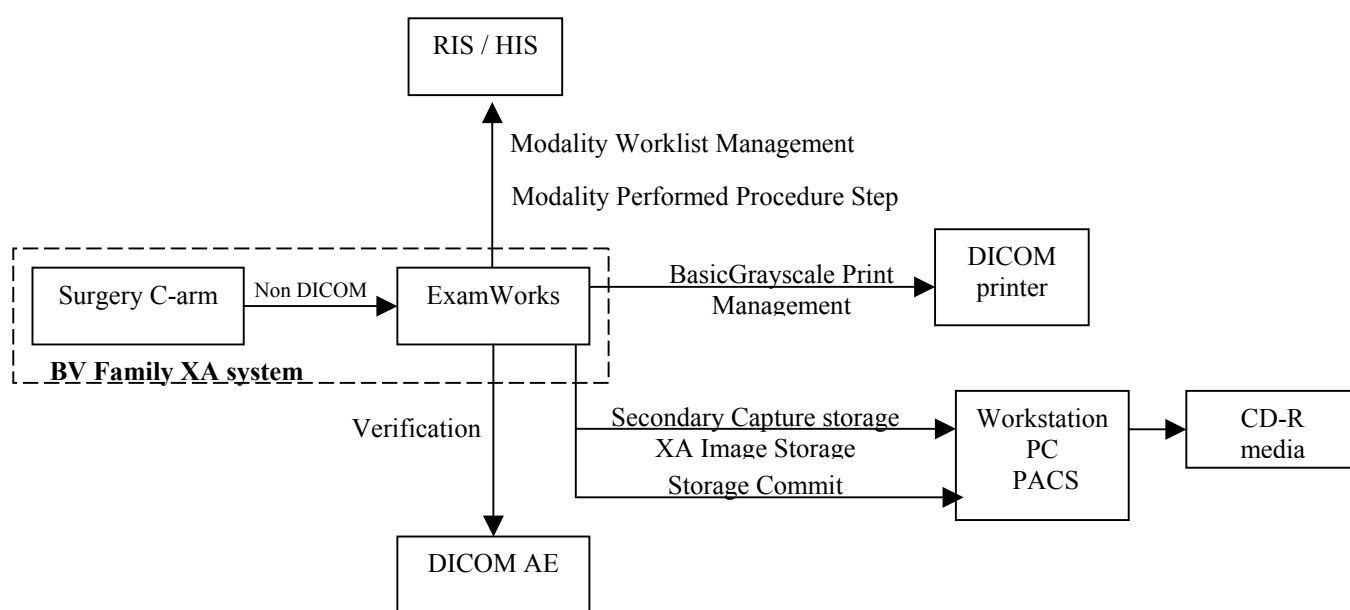 RIS / HIS
Modality Worklist Management
Modality Performed Procedure Step
Surgery C-arm
Non DICOM
ExamWorks
BasicGrayscale Print
Management
DICOM
printer
BV Family XA system
Verification
Secondary Capture storage
XA Image Storage
Storage Commit
Workstation
PC
PACS
CD-R
media
DICOM AE